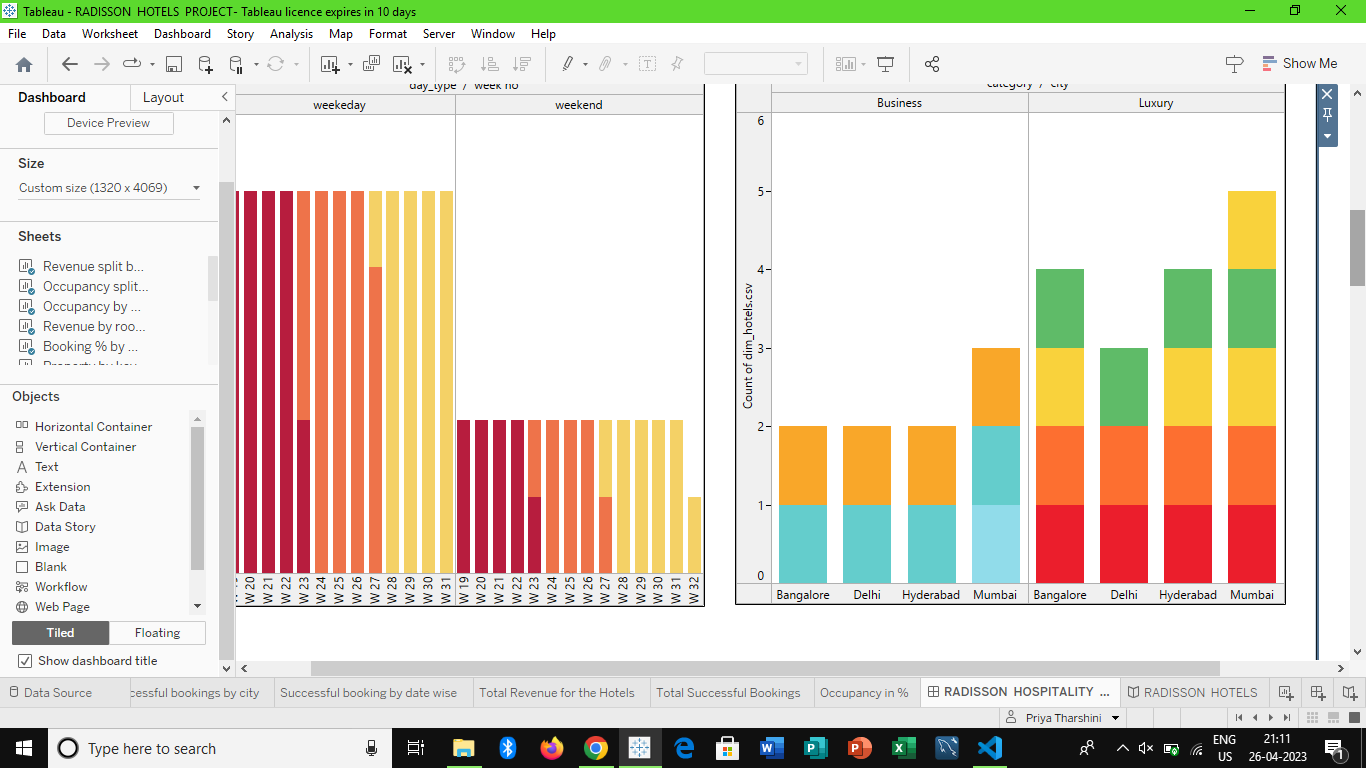 Tableau - RADISSON HOTELS PROJECT- Tableau licence expires in 10 days
File Data Worksheet Dashboard Story Analysis Map Format Server Window Help
Show Me
Dashboard Layout
Device Preview
Size
Custom size (1320 x 4069)
Sheets
Revenue split b...
Occupancy split...
Occupancy by ...
Revenue by roo...
Booking % by ...
Objects
Horizontal Container
Vertical Container
Text
Extension
Ask Data
Data Story
Image
Blank
Workflow
Web Page
Tiled Floating
Show dashboard title
day_type / week no
weekeday weekend
W 20 W 21 W 22 W 23 W 24 W 25 W 26 W 27 W 28 W 29 W 30 W 31 W 19 W 20 W 21 W 22 W 23 W 24 W 25 W 26 W 27 W 28 W 29 W 30 W 31 W 32
category / city
Business Luxury
6
5
4
3
2
1
0
Count of dim_hotels.csv
Bangalore Delhi Hyderabad Mumbai Bangalore Delhi Hyderabad Mumbai
Data Source cessful bookings by city Successful booking by date wise Total Revenue for the Hotels Total Successful Bookings Occupancy in % RADISSON HOSPITALITY ... RADISSON HOTELS
Priya Tharshini
Type here to search
ENG
US
21:11
26-04-2023
1